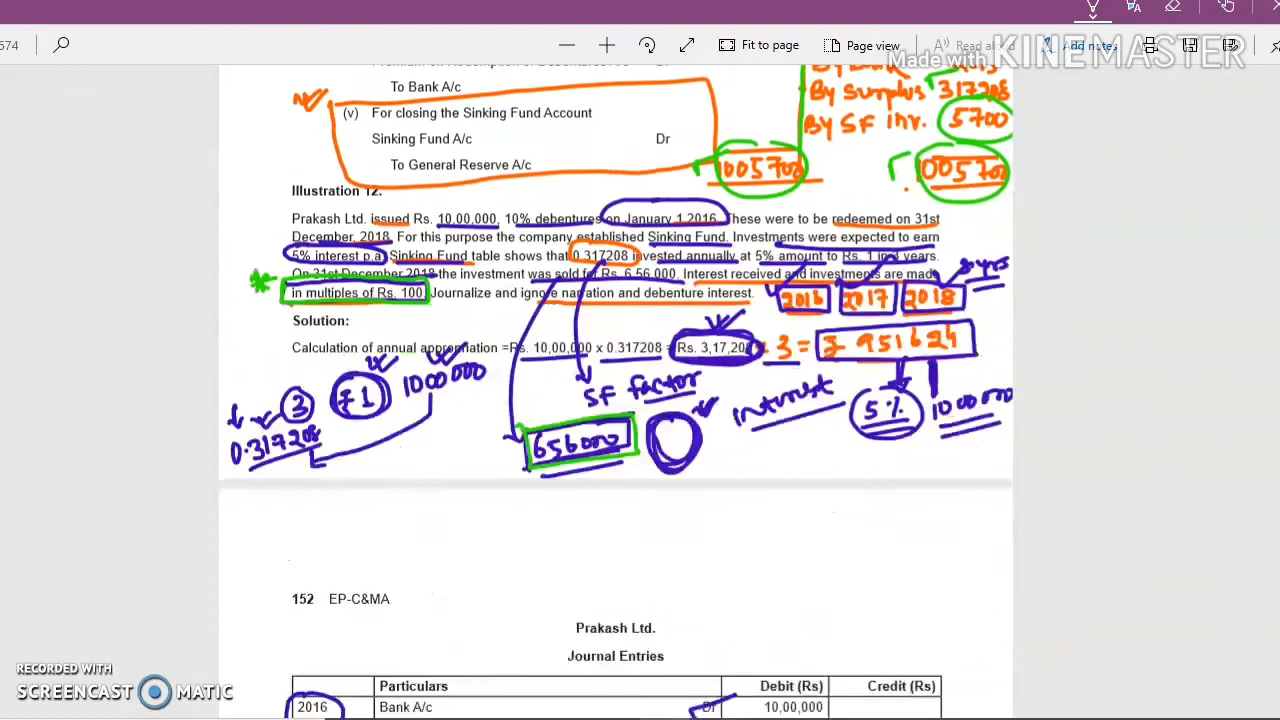 574
Fit to page
Page view
Read aloud
Add notes
Made with KINEMASTER
To Bank A/c
By Surplus 317208
(v) For closing the Sinking Fund Account
By SF Inv. 5700
Sinking Fund A/c Dr
To General Reserve A/c
1005708
1005708
Illustration 12.
Prakash Ltd. issued Rs. 10,00,000, 10% debentures on January 1,2016. These were to be redeemed on 31st
December, 2018. For this purpose the company established Sinking Fund. Investments were expected to earn
5% interest p.a. Sinking Fund table shows that 0.317208 invested annually at 5% amount to Rs. 1 in 3 years.
On 31st December 2018 the investment was sold for Rs. 6,56,000. Interest received and investments are made
3 yrs
in multiples of Rs. 100. Journalize and ignore narration and debenture interest.
2016 2017 2018
Solution:
Calculation of annual appropriation =Rs. 10,00,000 x 0.317208 = Rs. 3,17,208 x 3 = ₹ 951624
3 ₹1 1000000
SF factor
interest 5% 1000000
0.317208
656000
152 EP-C&MA
Prakash Ltd.
Journal Entries
Particulars Debit (Rs) Credit (Rs)
2016 Bank A/c Dr 10,00,000
RECORDED WITH
SCREENCAST MATIC